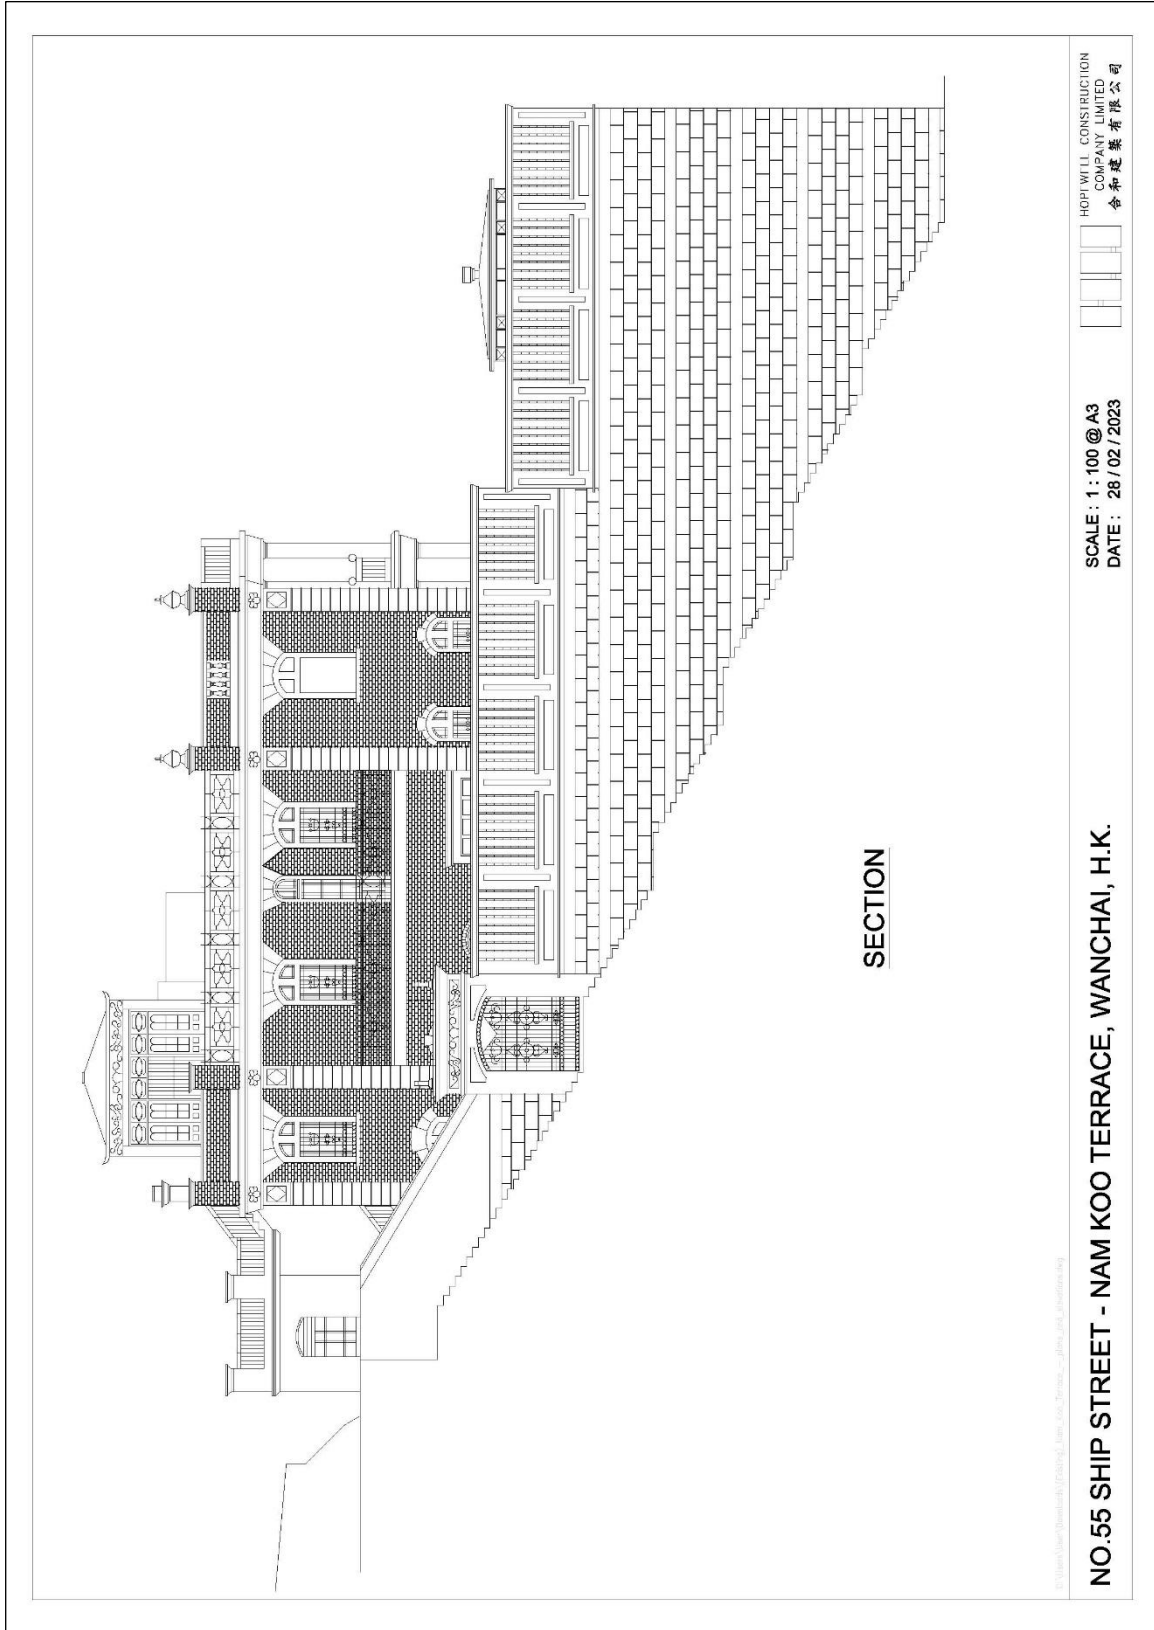 SECTION
NO.55 SHIP STREET - NAM KOO TERRACE, WANCHAI, H.K.
SCALE : 1 : 100 @ A3
DATE : 28 / 02 / 2023
HOPEWELL CONSTRUCTION
COMPANY LIMITED
合和建築有限公司